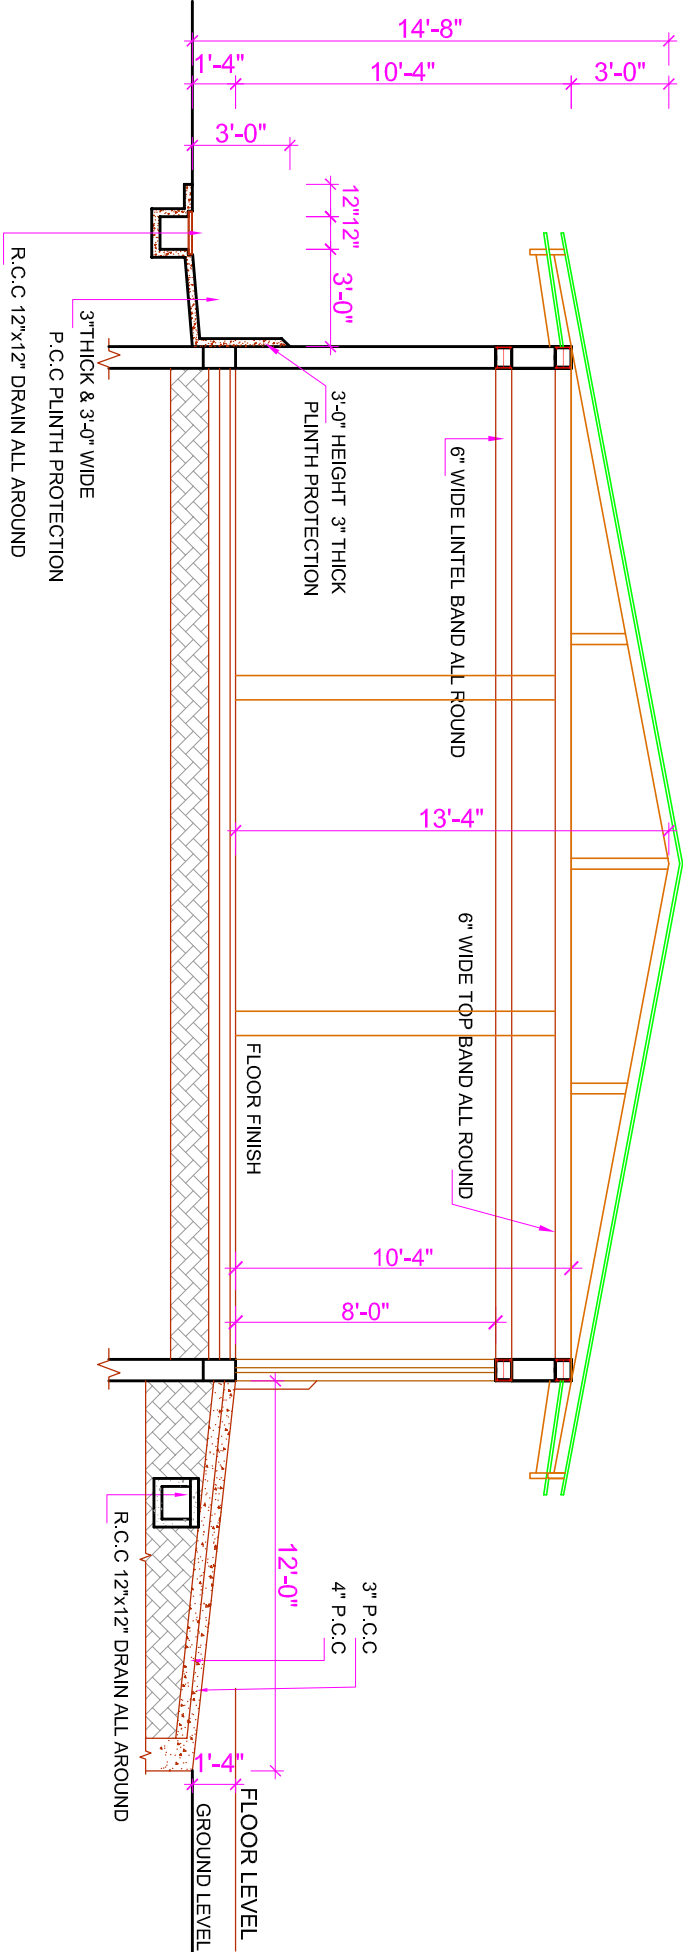 14'-8"
1'-4"
10'-4"
3'-0"
3'-0"
12"12"
3'-0"
R.C.C 12"x12" DRAIN ALL AROUND
3"THICK & 3'-0" WIDE
P.C.C PLINTH PROTECTION
3'-0" HEIGHT 3" THICK
PLINTH PROTECTION
6" WIDE LINTEL BAND ALL ROUND
13'-4"
6" WIDE TOP BAND ALL ROUND
FLOOR FINISH
10'-4"
8'-0"
12'-0"
3" P.C.C
4" P.C.C
R.C.C 12"x12" DRAIN ALL AROUND
1'-4"
FLOOR LEVEL
GROUND LEVEL